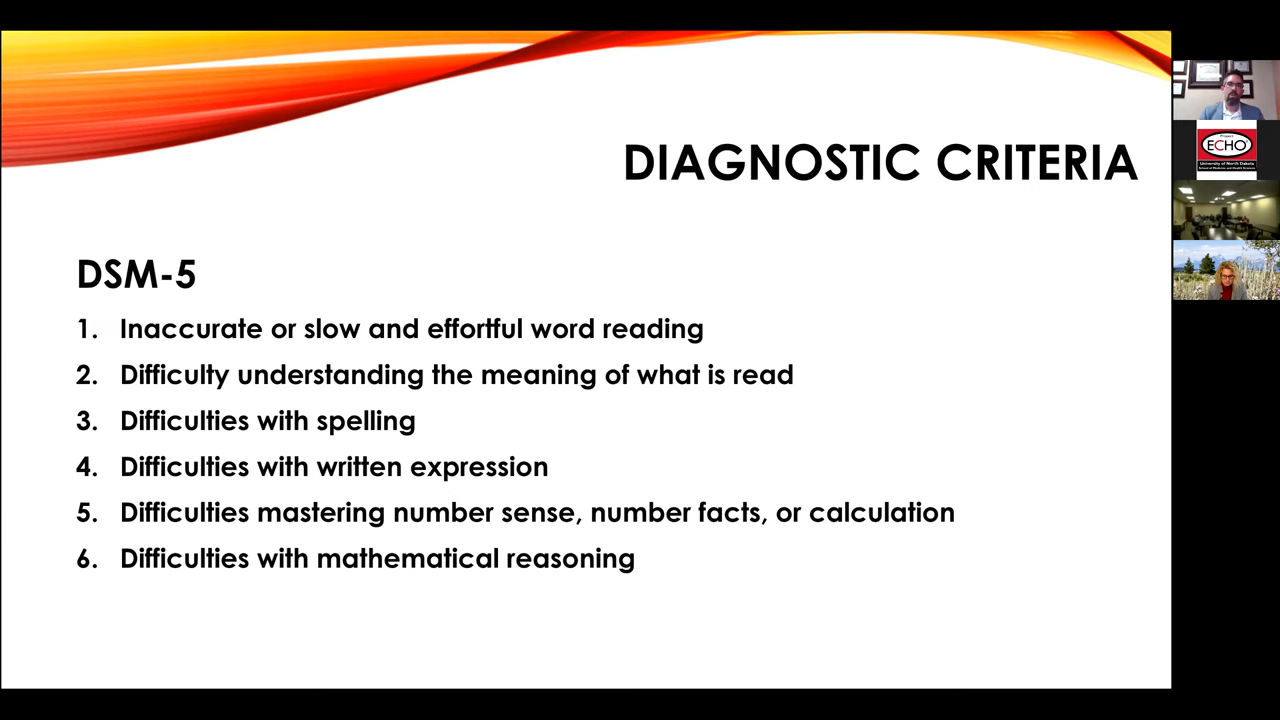 DIAGNOSTIC CRITERIA
DSM-5
1. Inaccurate or slow and effortful word reading
2. Difficulty understanding the meaning of what is read
3. Difficulties with spelling
4. Difficulties with written expression
5. Difficulties mastering number sense, number facts, or calculation
6. Difficulties with mathematical reasoning
Project
ECHO
University of North Dakota
School of Medicine and Health Sciences